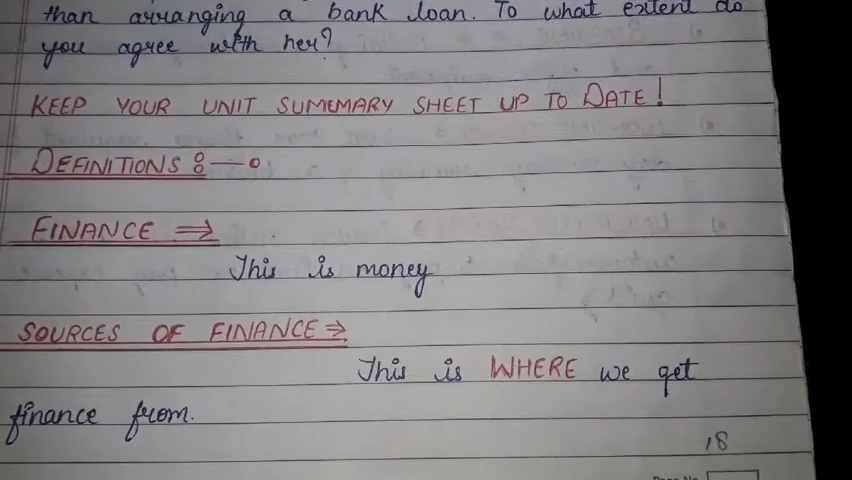 than arranging a bank loan. To what extent do
you agree with her?
KEEP YOUR UNIT SUMEMARY SHEET UP TO DATE!
DEFINITIONS :—
FINANCE ⇒
This is money
SOURCES OF FINANCE ⇒
This is WHERE we get
finance from.
18